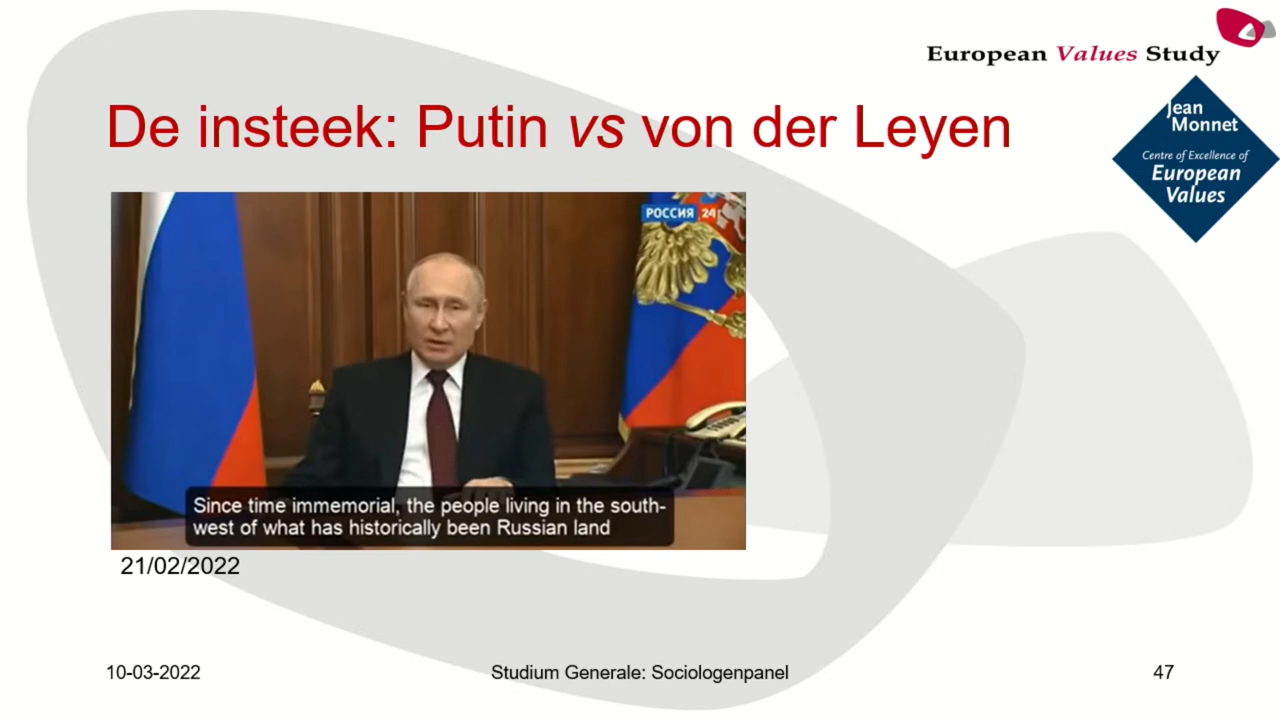 European Values Study
Jean
Monnet
Centre of Excellence of
European
Values
De insteek: Putin vs von der Leyen
РОССИЯ 24
Since time immemorial, the people living in the south-
west of what has historically been Russian land
21/02/2022
10-03-2022
Studium Generale: Sociologenpanel
47